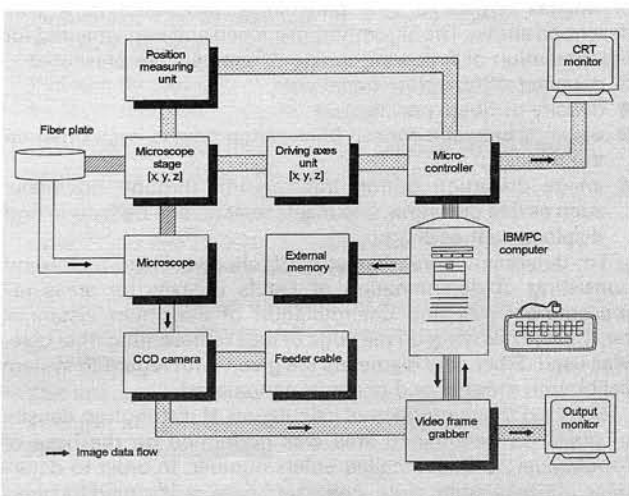 Position
measuring
unit
CRT
monitor
Fiber plate
Microscope
stage
[x, y, z]
Driving axes
unit
[x, y, z]
Micro-
controller
Microscope
External
memory
IBM/PC
computer
CCD camera
Feeder cable
Video frame
grabber
Output
monitor
Image data flow